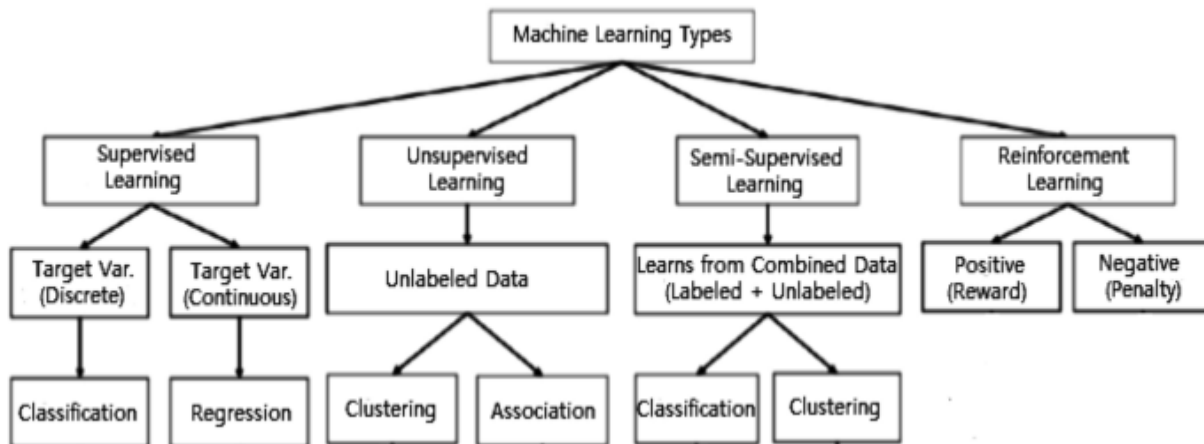 Machine Learning Types
Supervised
Learning
Unsupervised
Learning
Semi-Supervised
Learning
Reinforcement
Learning
Target Var.
(Discrete)
Target Var.
(Continuous)
Unlabeled Data
Learns from Combined Data
(Labeled + Unlabeled)
Positive
(Reward)
Negative
(Penalty)
Classification
Regression
Clustering
Association
Classification
Clustering